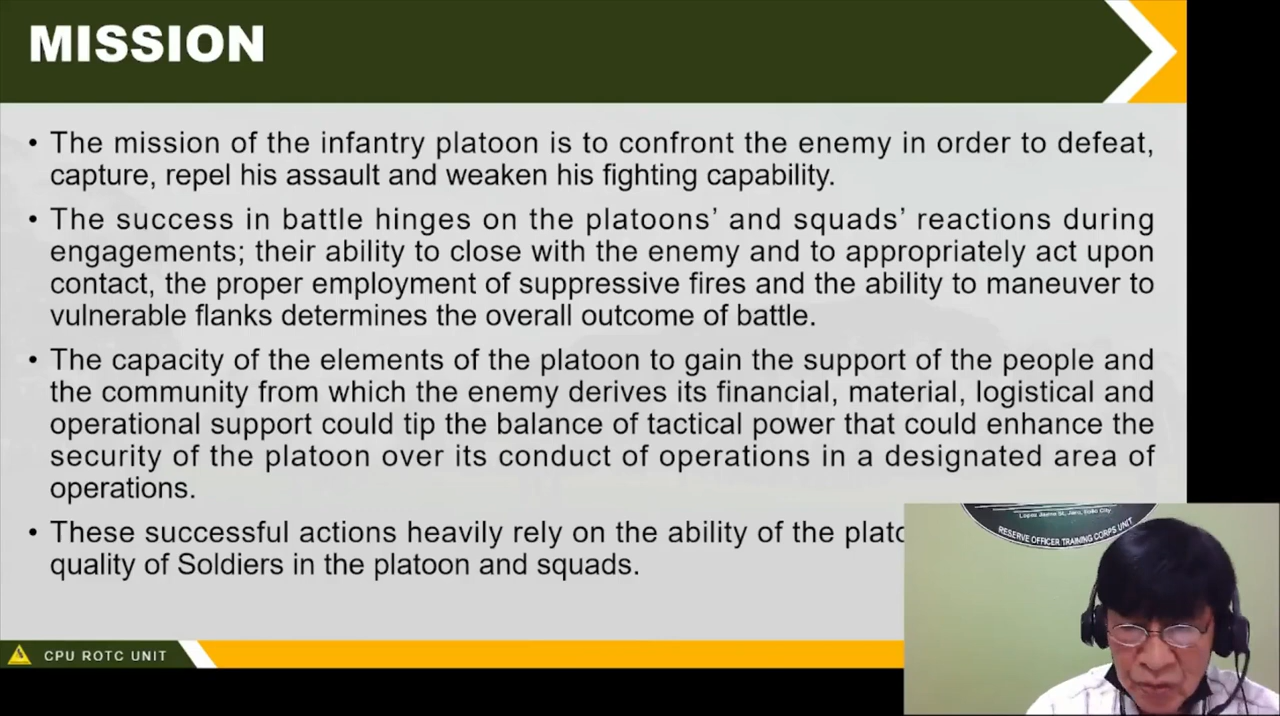 MISSION
• The mission of the infantry platoon is to confront the enemy in order to defeat,
capture, repel his assault and weaken his fighting capability.
• The success in battle hinges on the platoons’ and squads’ reactions during
engagements; their ability to close with the enemy and to appropriately act upon
contact, the proper employment of suppressive fires and the ability to maneuver to
vulnerable flanks determines the overall outcome of battle.
• The capacity of the elements of the platoon to gain the support of the people and
the community from which the enemy derives its financial, material, logistical and
operational support could tip the balance of tactical power that could enhance the
security of the platoon over its conduct of operations in a designated area of
operations.
• These successful actions heavily rely on the ability of the
quality of Soldiers in the platoon and squads.
Lopez Jaena St., Jaro, Iloilo City
RESERVE OFFICER TRAINING CORPS UNIT
CPU ROTC UNIT